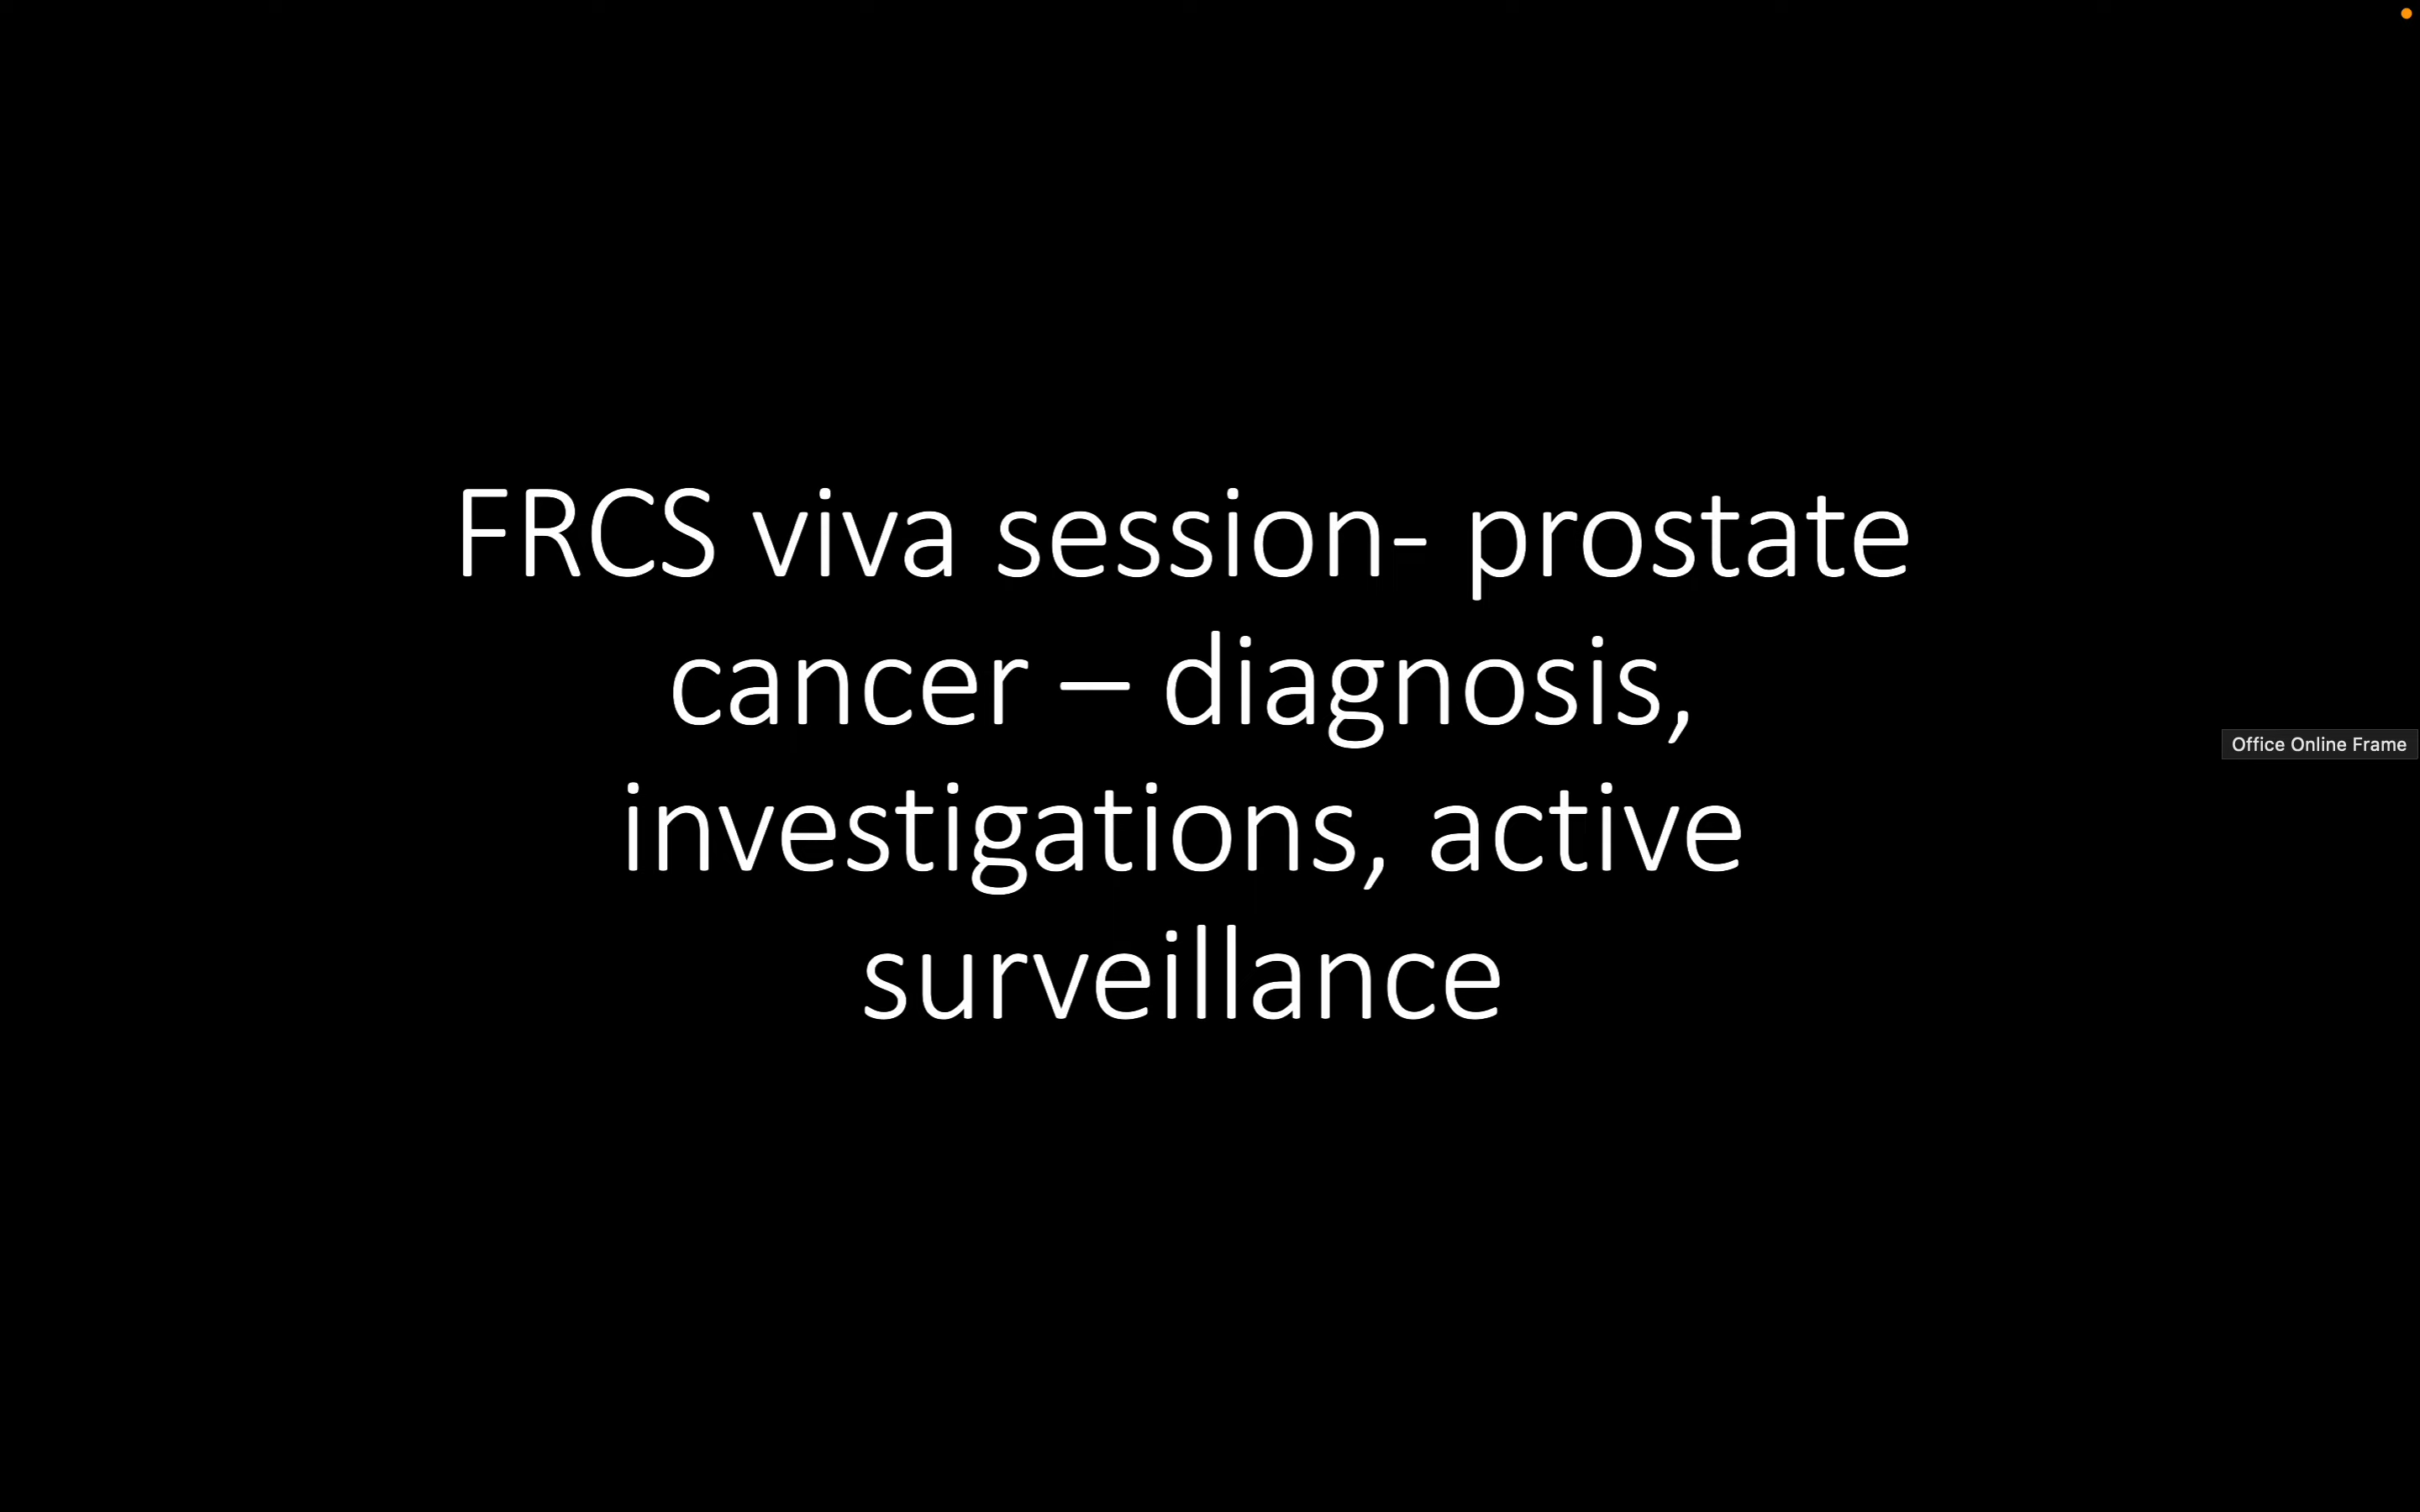 FRCS viva session- prostate
cancer – diagnosis,
investigations, active
surveillance
Office Online Frame